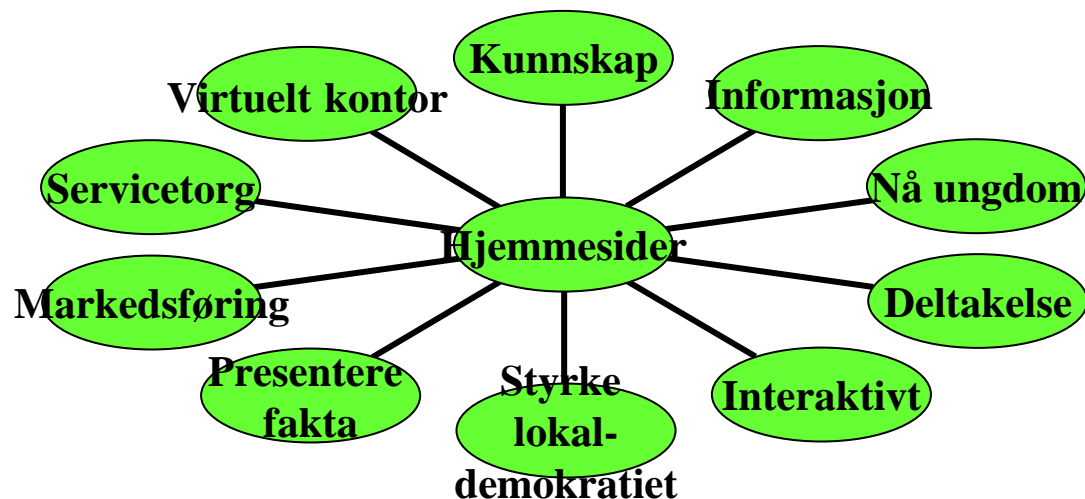 Kunnskap
Virtuelt kontor
Informasjon
Servicetorg
Nå ungdom
Hjemmesider
Markedsføring
Deltakelse
Presentere
fakta
Styrke
lokal-
demokratiet
Interaktivt